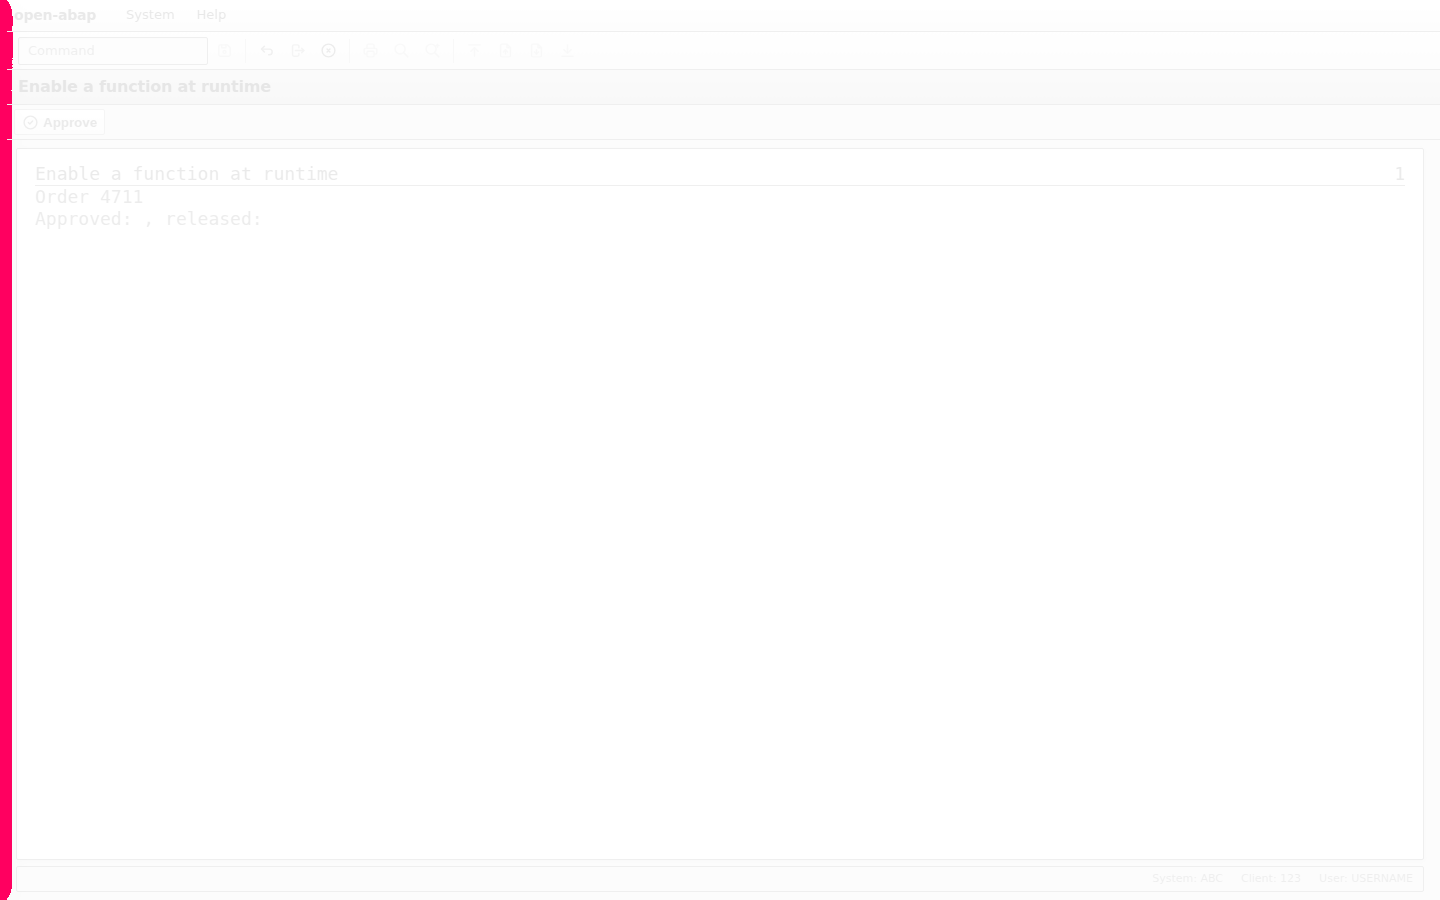 open-abap System Help
Command
Enable a function at runtime
Approve
Enable a function at runtime 1
Order 4711
Approved: , released:
System: ABC Client: 123 User: USERNAME